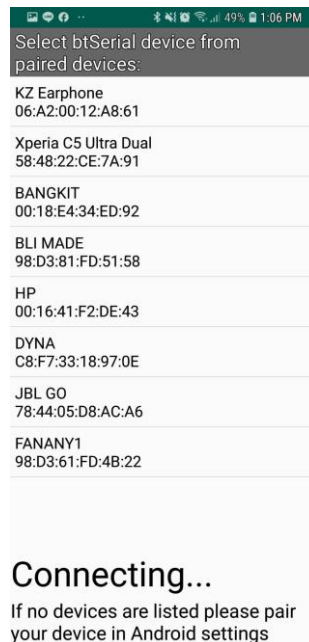 49% 1:06 PM
Select btSerial device from
paired devices:
KZ Earphone
06:A2:00:12:A8:61
Xperia C5 Ultra Dual
58:48:22:CE:7A:91
BANGKIT
00:18:E4:34:ED:92
BLI MADE
98:D3:81:FD:51:58
HP
00:16:41:F2:DE:43
DYNA
C8:F7:33:18:97:0E
JBL GO
78:44:05:D8:AC:A6
FANANY1
98:D3:61:FD:4B:22
Connecting...
If no devices are listed please pair
your device in Android settings